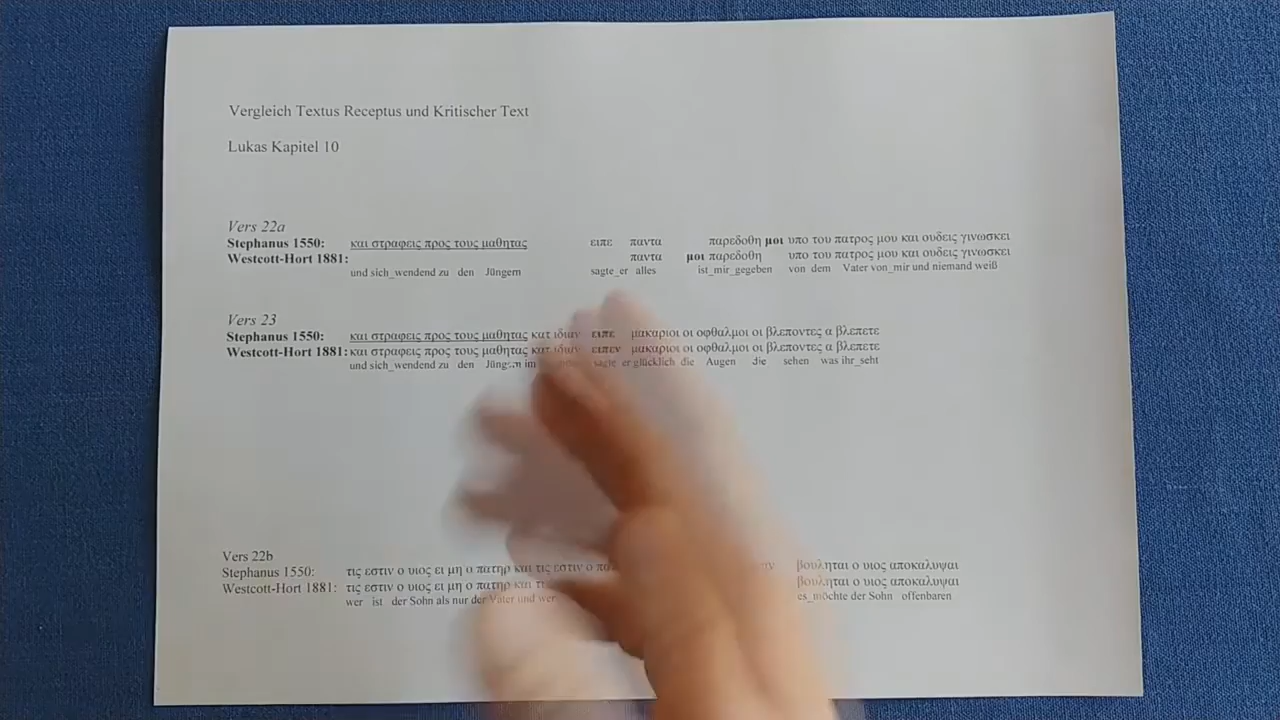 Vergleich Textus Receptus und Kritischer Text
Lukas Kapitel 10
Vers 22a
Stephanus 1550: και στραφεις προς τους μαθητας ειπε παντα παρεδοθη μοι υπο του πατρος μου και ουδεις γινωσκει
Westcott-Hort 1881: παντα μοι παρεδοθη υπο του πατρος μου και ουδεις γινωσκει
und sich_wendend zu den Jüngern sagte_er alles ist_mir_gegeben von dem Vater von_mir und niemand weiß
Vers 23
Stephanus 1550: και στραφεις προς τους μαθητας κατ ιδιαν ειπε μακαριοι οι οφθαλμοι οι βλεποντες α βλεπετε
Westcott-Hort 1881: και στραφεις προς τους μαθητας κατ ιδιαν ειπεν μακαριοι οι οφθαλμοι οι βλεποντες α βλεπετε
und sich_wendend zu den Jüngern im sagte er glücklich die Augen die sehen was ihr_seht
Vers 22b
Stephanus 1550: τις εστιν ο υιος ει μη ο πατηρ και τις εστιν ο βουληται ο υιος αποκαλυψαι
Westcott-Hort 1881: τις εστιν ο υιος ει μη ο πατηρ και βουληται ο υιος αποκαλυψαι
wer ist der Sohn als nur der Vater und wer es_möchte der Sohn offenbaren